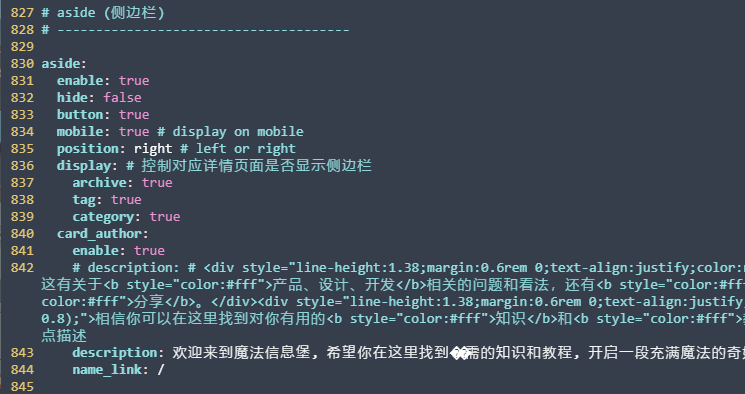 827 # aside (侧边栏)
828 # --------------------------------------
829
830 aside:
831 enable: true
832 hide: false
833 button: true
834 mobile: true # display on mobile
835 position: right # left or right
836 display: # 控制对应详情页面是否显示侧边栏
837 archive: true
838 tag: true
839 category: true
840 card_author:
841 enable: true
842 # description: # <div style="line-height:1.38;margin:0.6rem 0;text-align:justify;color:
这有关于<b style="color:#fff">产品、设计、开发</b>相关的问题和看法，还有<b style="color:#ff
color:#fff">分享</b>。</div><div style="line-height:1.38;margin:0.6rem 0;text-align:justify;
0.8);">相信你可以在这里找到对你有用的<b style="color:#fff">知识</b>和<b style="color:#fff">
点描述
843 description: 欢迎来到魔法信息堡, 希望你在这里找到��需的知识和教程, 开启一段充满魔法的奇
844 name_link: /
845